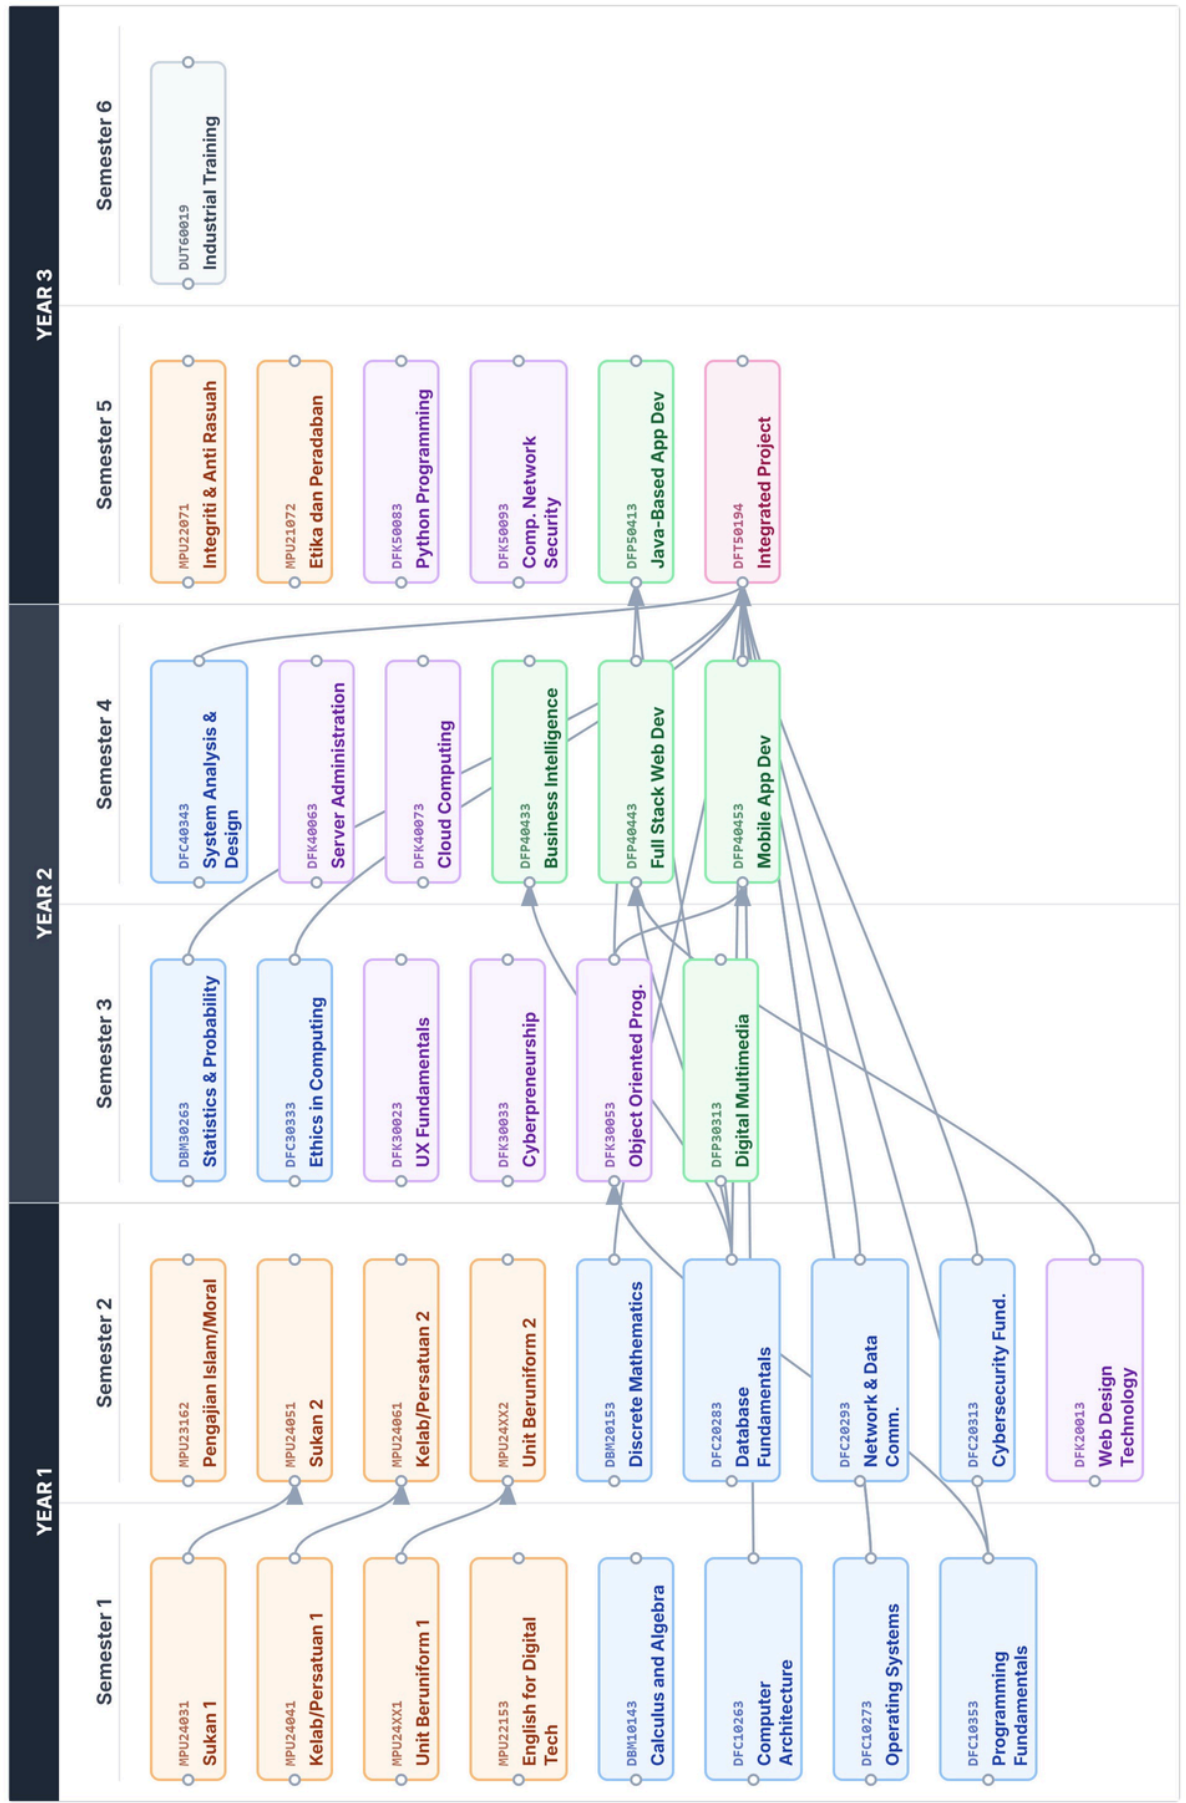 YEAR 1
Semester 1
MPU24031
Sukan 1
MPU24041
Kelab/Persatuan 1
MPU24XX1
Unit Beruniform 1
MPU22153
English for Digital
Tech
DBM10143
Calculus and Algebra
DFC10263
Computer
Architecture
DFC10273
Operating Systems
DFC10353
Programming
Fundamentals
Semester 2
MPU23162
Pengajian Islam/Moral
MPU24051
Sukan 2
MPU24061
Kelab/Persatuan 2
MPU24XX2
Unit Beruniform 2
DBM20153
Discrete Mathematics
DFC20283
Database
Fundamentals
DFC20293
Network & Data
Comm.
DFC20313
Cybersecurity Fund.
DFK20013
Web Design
Technology
YEAR 2
Semester 3
DBM30263
Statistics & Probability
DFC30333
Ethics in Computing
DFK30023
UX Fundamentals
DFK30033
Cyberpreneurship
DFK30053
Object Oriented Prog.
DFP30313
Digital Multimedia
Semester 4
DFC40343
System Analysis &
Design
DFK40063
Server Administration
DFK40073
Cloud Computing
DFP40433
Business Intelligence
DFP40443
Full Stack Web Dev
DFP40453
Mobile App Dev
YEAR 3
Semester 5
MPU22071
Integriti & Anti Rasuah
MPU21072
Etika dan Peradaban
DFK50083
Python Programming
DFK50093
Comp. Network
Security
DFP50413
Java-Based App Dev
DFT50194
Integrated Project
Semester 6
DUT60019
Industrial Training